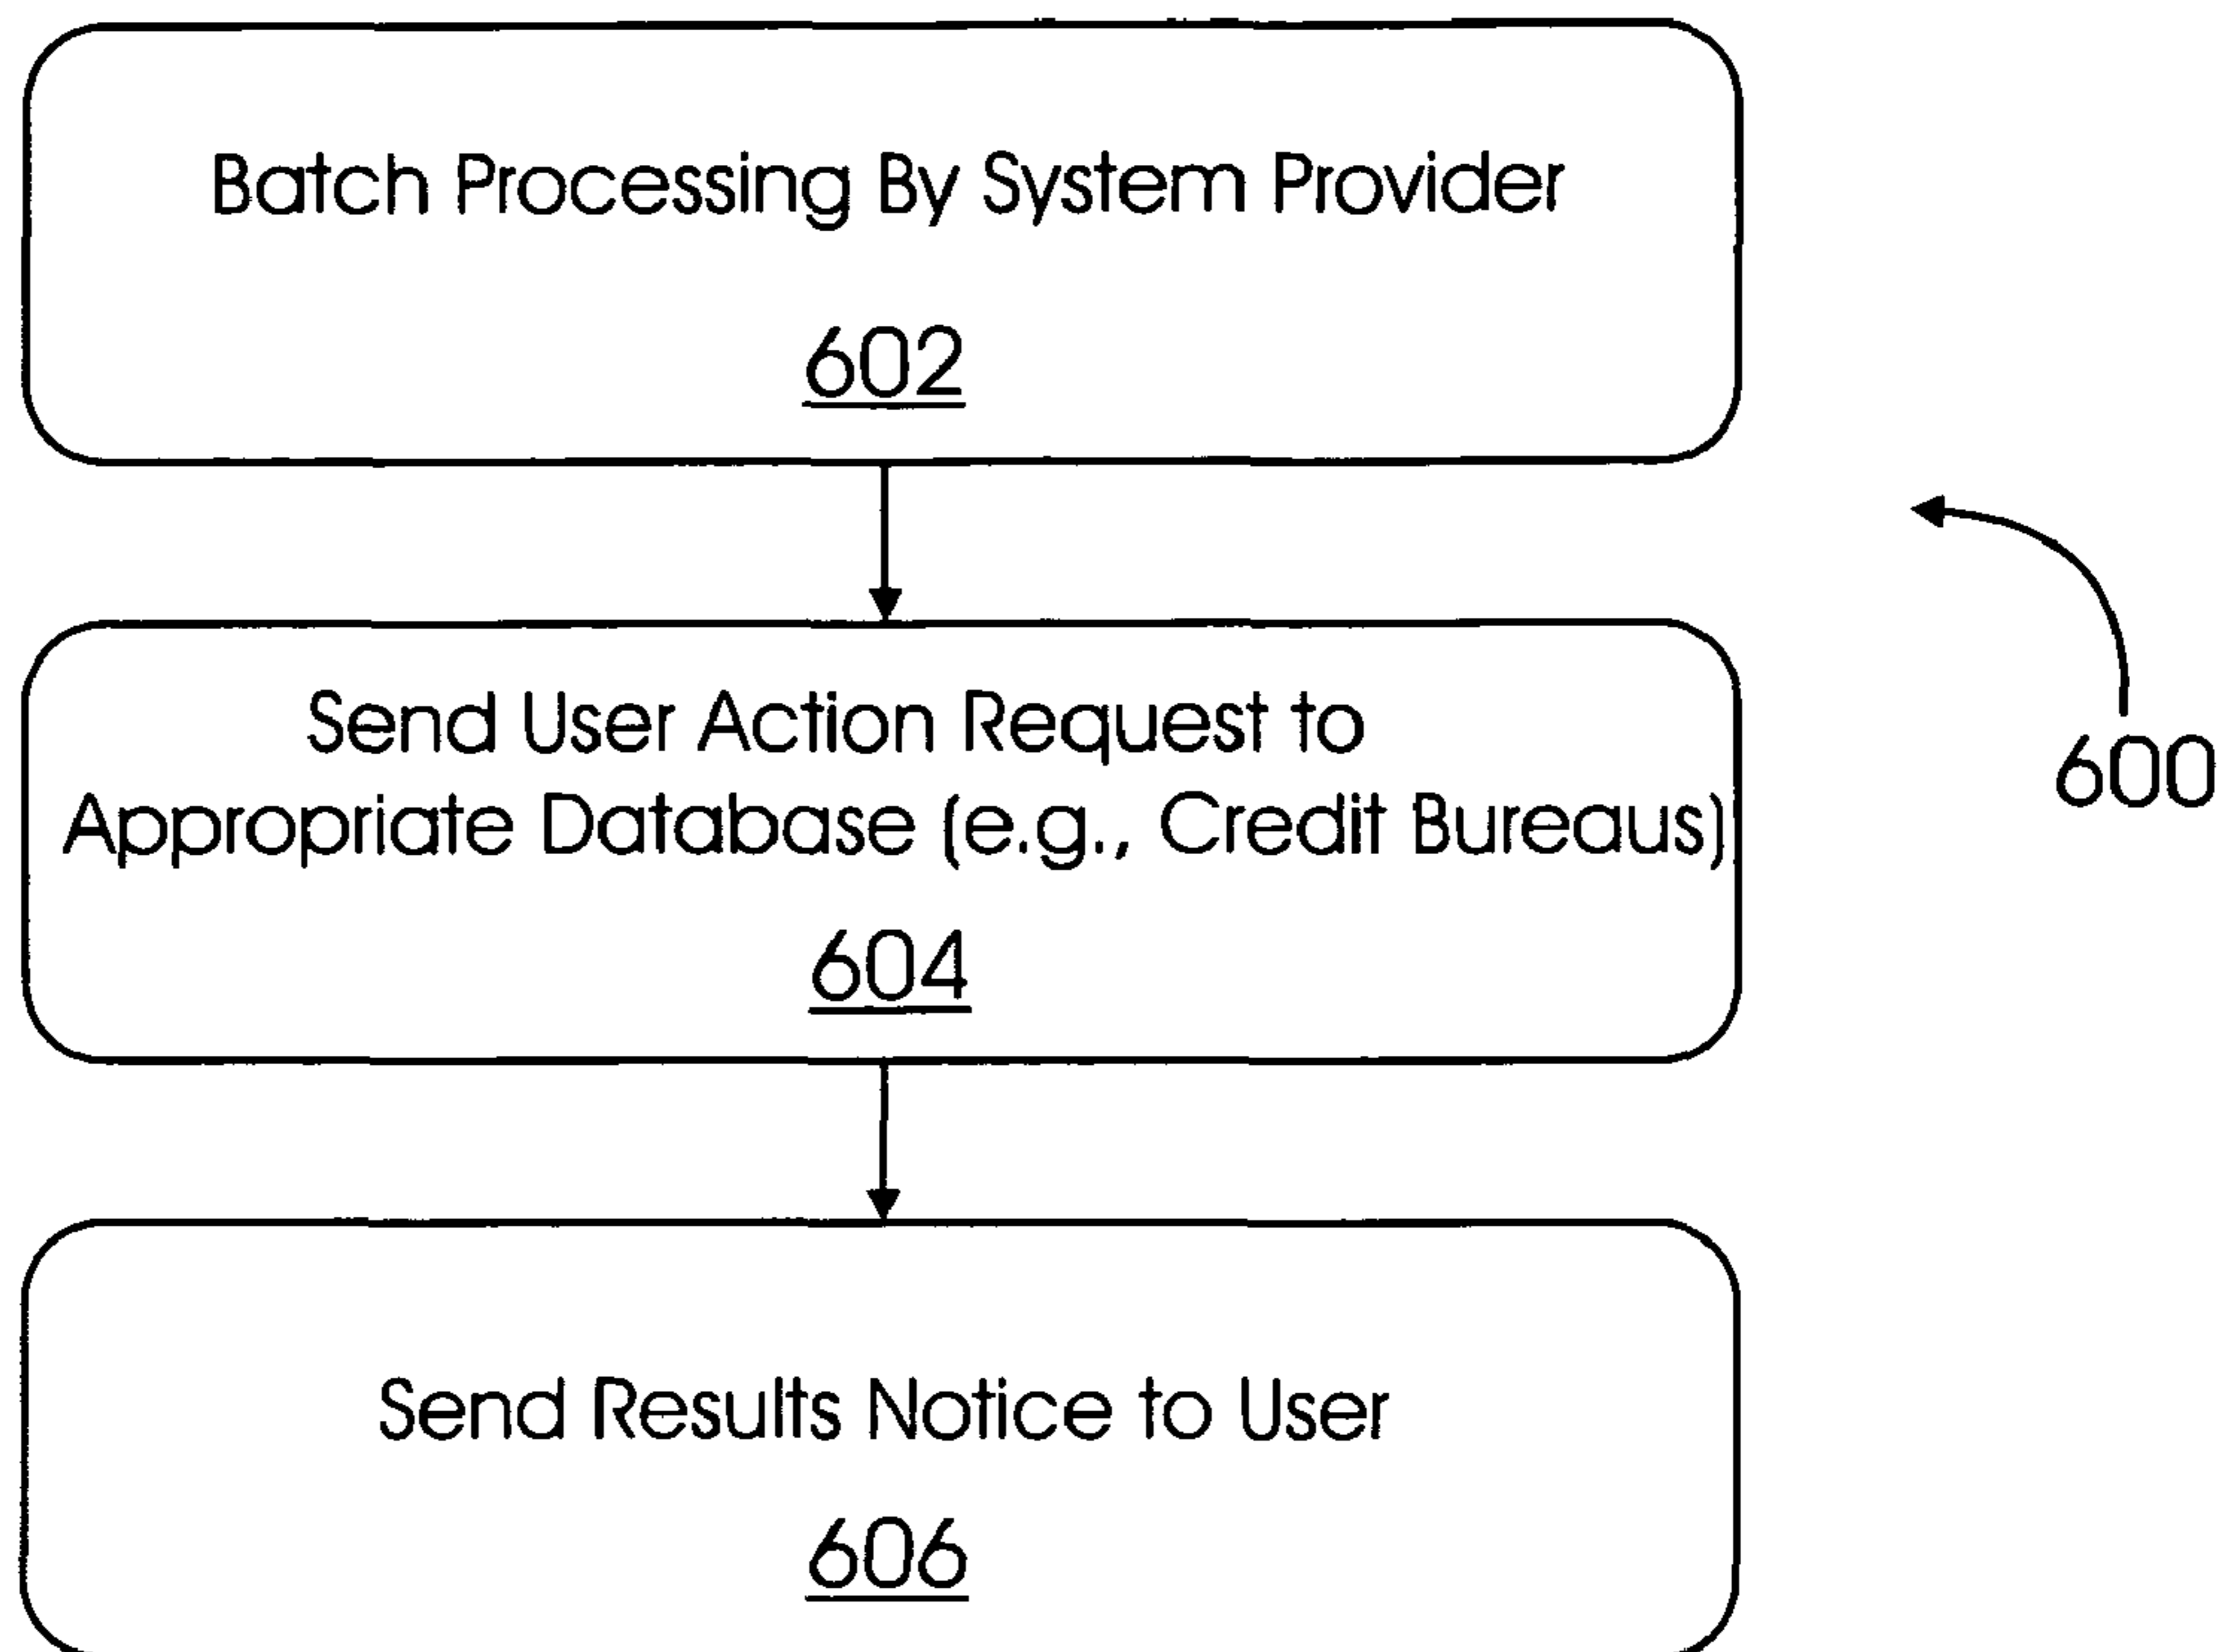 Batch Processing By System Provider
602
Send User Action Request to
Appropriate Database (e.g., Credit Bureaus)
604
600
Send Results Notice to User
606